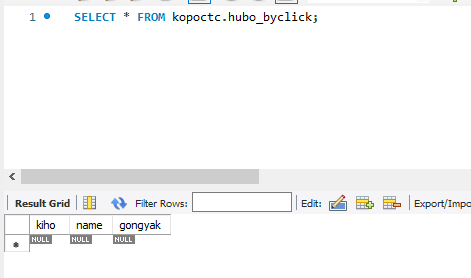 1 SELECT * FROM kopoctc.hubo_byclick;
Result Grid Filter Rows: Edit: Export/Impo
kiho name gongyak
* NULL NULL NULL